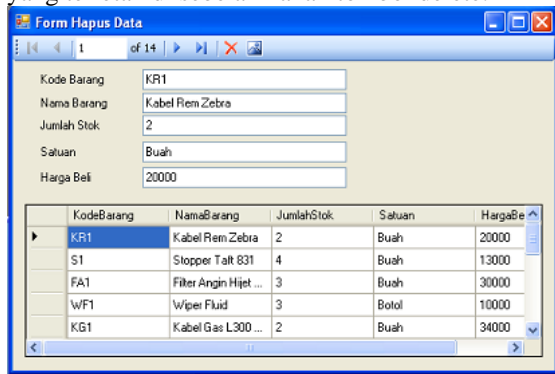 Form Hapus Data
1 of 14
Kode Barang KR1
Nama Barang Kabel Rem Zebra
Jumlah Stok 2
Satuan Buah
Harga Beli 20000
KodeBarang NamaBarang JumlahStok Satuan HargaBe
KR1 Kabel Rem Zebra 2 Buah 20000
S1 Stopper Taft 831 4 Buah 13000
FA1 Filter Angin Hijet ... 3 Buah 30000
WF1 Wiper Fluid 3 Botol 10000
KG1 Kabel Gas L300 ... 2 Buah 34000